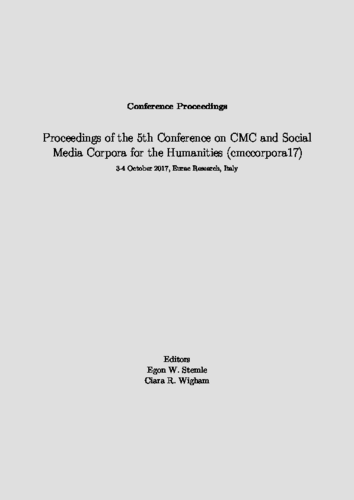 Conference Proceedings
Proceedings of the 5th Conference on CMC and Social
Media Corpora for the Humanities (cmccorpora17)
3-4 October 2017, Eurac Research, Italy
Editors
Egon W. Stemle
Ciara R. Wigham